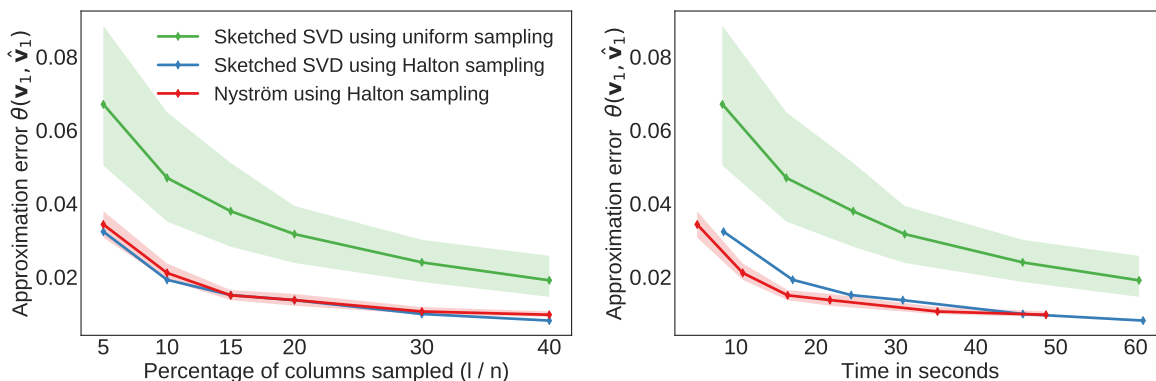 Approximation error θ(v₁, v̂₁)
0.08
0.06
0.04
0.02
Sketched SVD using uniform sampling
Sketched SVD using Halton sampling
Nyström using Halton sampling
5 10 15 20 30 40
Percentage of columns sampled (l / n)
Approximation error θ(v₁, v̂₁)
0.08
0.06
0.04
0.02
10 20 30 40 50 60
Time in seconds